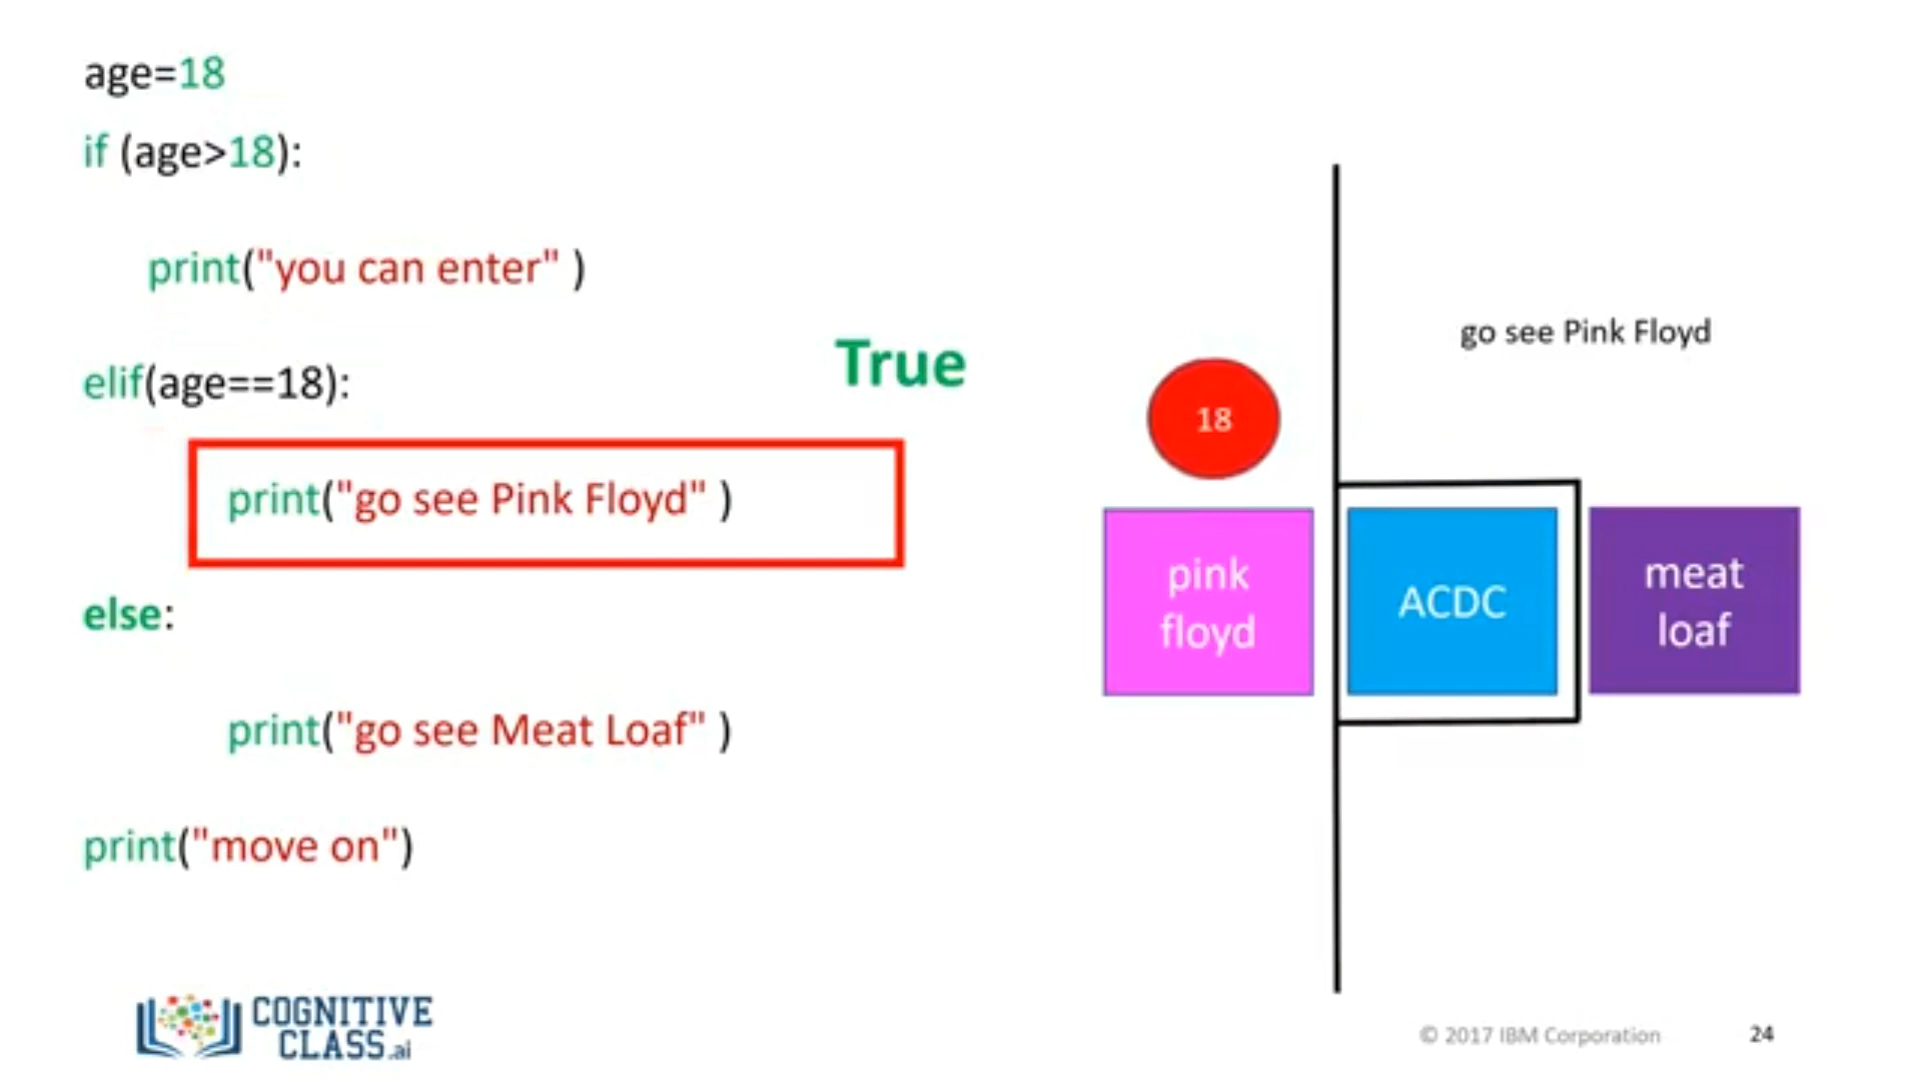 age=18
if (age>18):
print("you can enter" )
elif(age==18):
True
print("go see Pink Floyd" )
else:
print("go see Meat Loaf" )
print("move on")
go see Pink Floyd
18
pink
floyd
ACDC
meat
loaf
COGNITIVE
CLASS.ai
© 2017 IBM Corporation
24